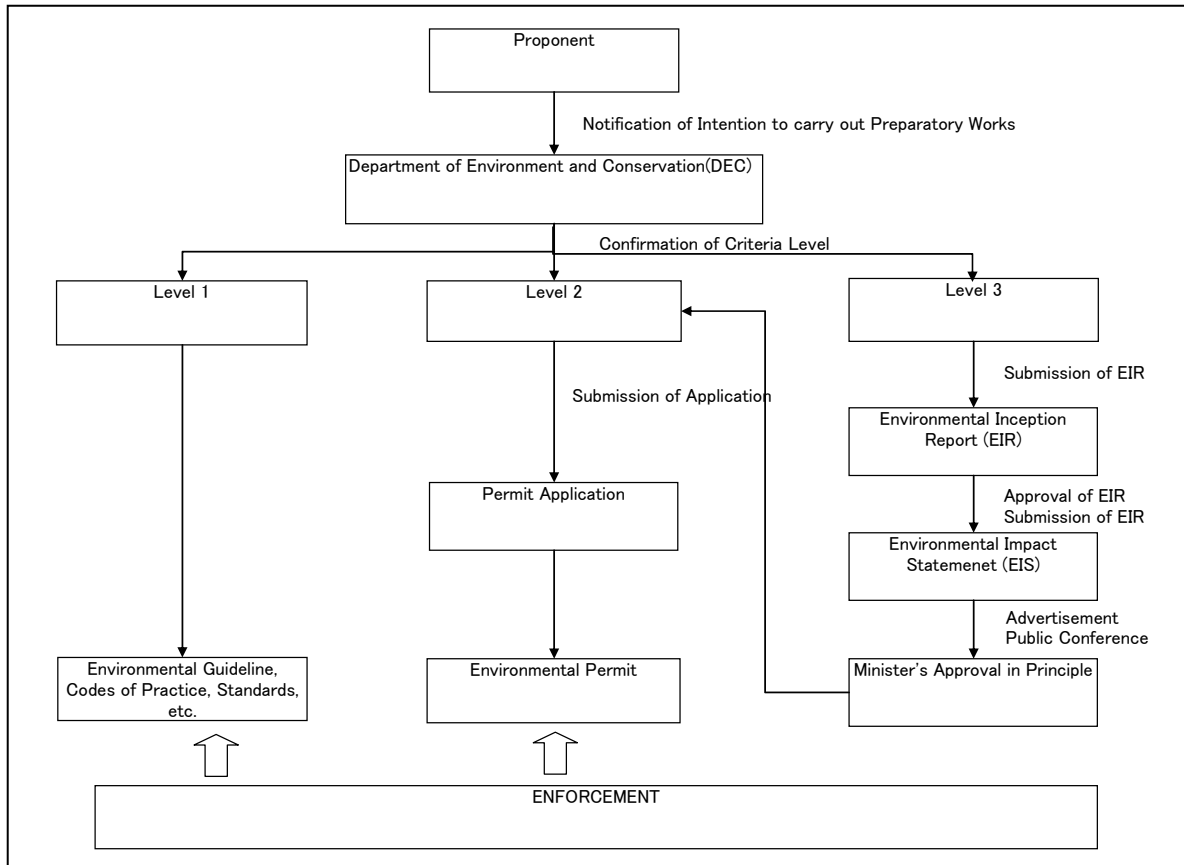 Proponent
Notification of Intention to carry out Preparatory Works
Department of Environment and Conservation(DEC)
Confirmation of Criteria Level
Level 1
Level 2
Level 3
Submission of EIR
Submission of Application
Environmental Inception
Report (EIR)
Permit Application
Approval of EIR
Submission of EIR
Environmental Impact
Statemenet (EIS)
Advertisement
Public Conference
Environmental Guideline,
Codes of Practice, Standards,
etc.
Environmental Permit
Minister's Approval in Principle
ENFORCEMENT